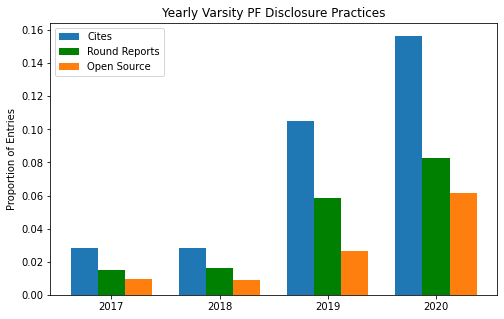 Yearly Varsity PF Disclosure Practices
Cites
Round Reports
Open Source
Proportion of Entries
0.16
0.14
0.12
0.10
0.08
0.06
0.04
0.02
0.00
2017
2018
2019
2020